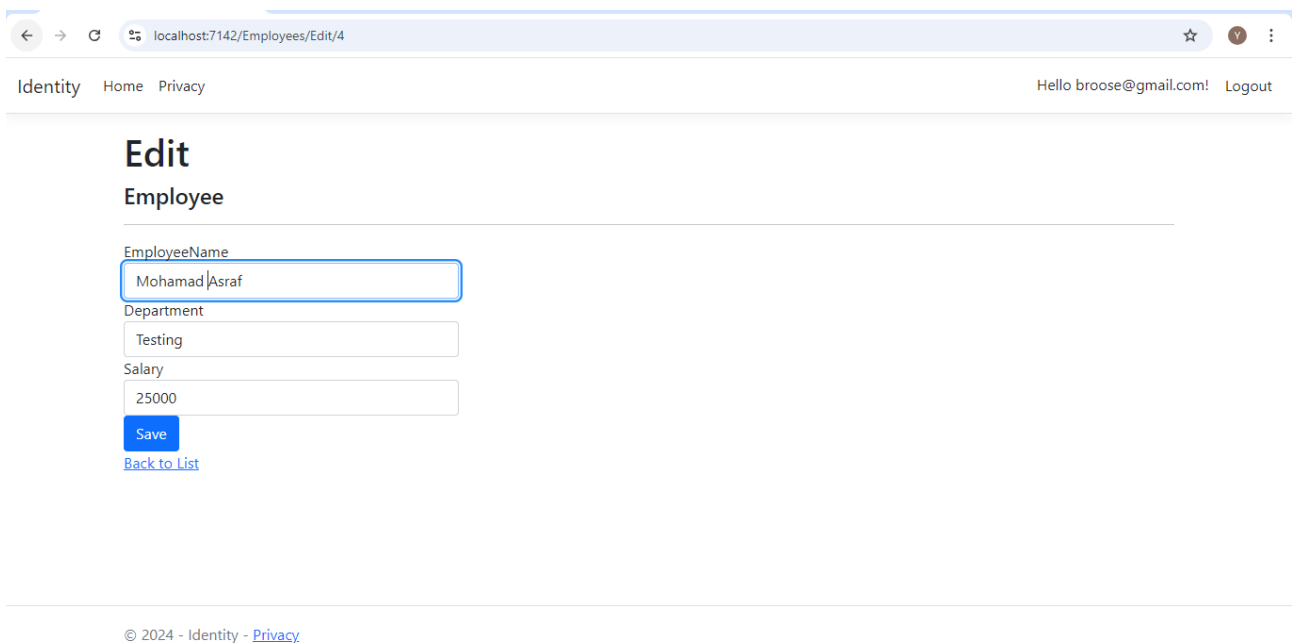 localhost:7142/Employees/Edit/4
Y
Identity Home Privacy Hello broose@gmail.com! Logout
Edit
Employee
EmployeeName
Mohamad Asraf
Department
Testing
Salary
25000
Save
Back to List
© 2024 - Identity - Privacy